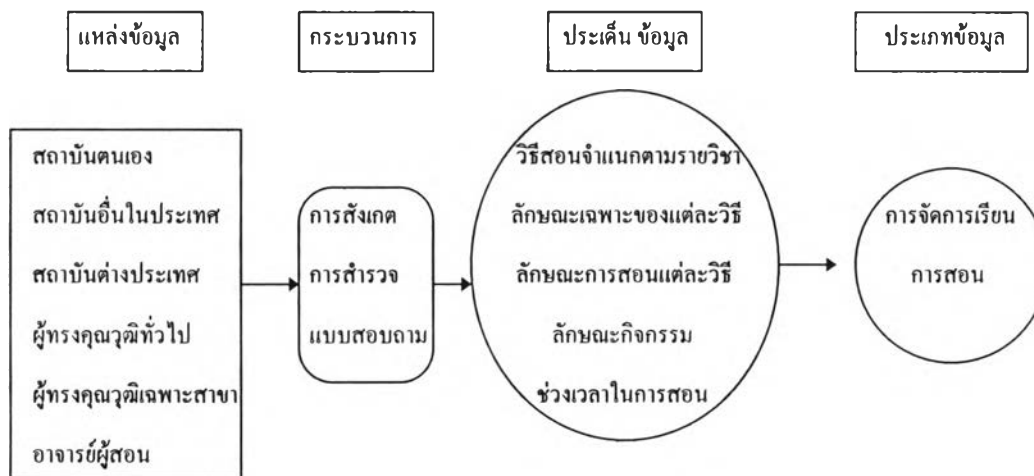 แหล่งข้อมูล
กระบวนการ
ประเด็น ข้อมูล
ประเภทข้อมูล
สถาบันตนเอง
สถาบันอื่นในประเทศ
สถาบันต่างประเทศ
ผู้ทรงคุณวุฒิทั่วไป
ผู้ทรงคุณวุฒิเฉพาะสาขา
อาจารย์ผู้สอน
การสังเกต
การสำรวจ
แบบสอบถาม
วิธีสอนจำแนกตามรายวิชา
ลักษณะเฉพาะของแต่ละวิธี
ลักษณะการสอนแต่ละวิธี
ลักษณะกิจกรรม
ช่วงเวลาในการสอน
การจัดการเรียน
การสอน